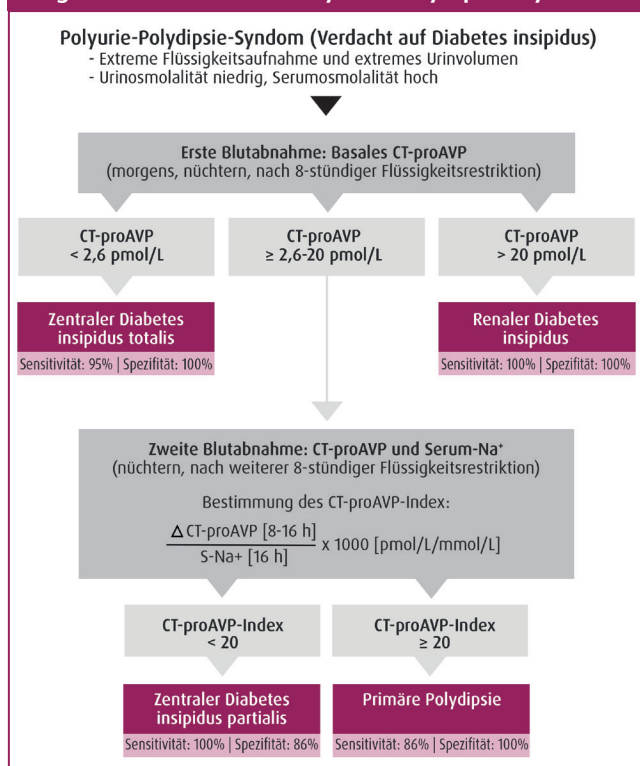 Polyurie-Polydipsie-Syndom (Verdacht auf Diabetes insipidus)
- Extreme Flüssigkeitsaufnahme und extremes Urinvolumen
- Urinosmolalität niedrig, Serumosmolalität hoch
Erste Blutabnahme: Basales CT-proAVP
(morgens, nüchtern, nach 8-stündiger Flüssigkeitsrestriktion)
CT-proAVP
< 2,6 pmol/L
CT-proAVP
≥ 2,6-20 pmol/L
CT-proAVP
> 20 pmol/L
Zentraler Diabetes
insipidus totalis
Sensitivität: 95% | Spezifität: 100%
Renaler Diabetes
insipidus
Sensitivität: 100% | Spezifität: 100%
Zweite Blutabnahme: CT-proAVP und Serum-Na⁺
(nüchtern, nach weiterer 8-stündiger Flüssigkeitsrestriktion)
Bestimmung des CT-proAVP-Index:
Δ CT-proAVP [8-16 h]
S-Na+ [16 h]
x 1000 [pmol/L/mmol/L]
CT-proAVP-Index
< 20
CT-proAVP-Index
≥ 20
Zentraler Diabetes
insipidus partialis
Sensitivität: 100% | Spezifität: 86%
Primäre Polydipsie
Sensitivität: 86% | Spezifität: 100%